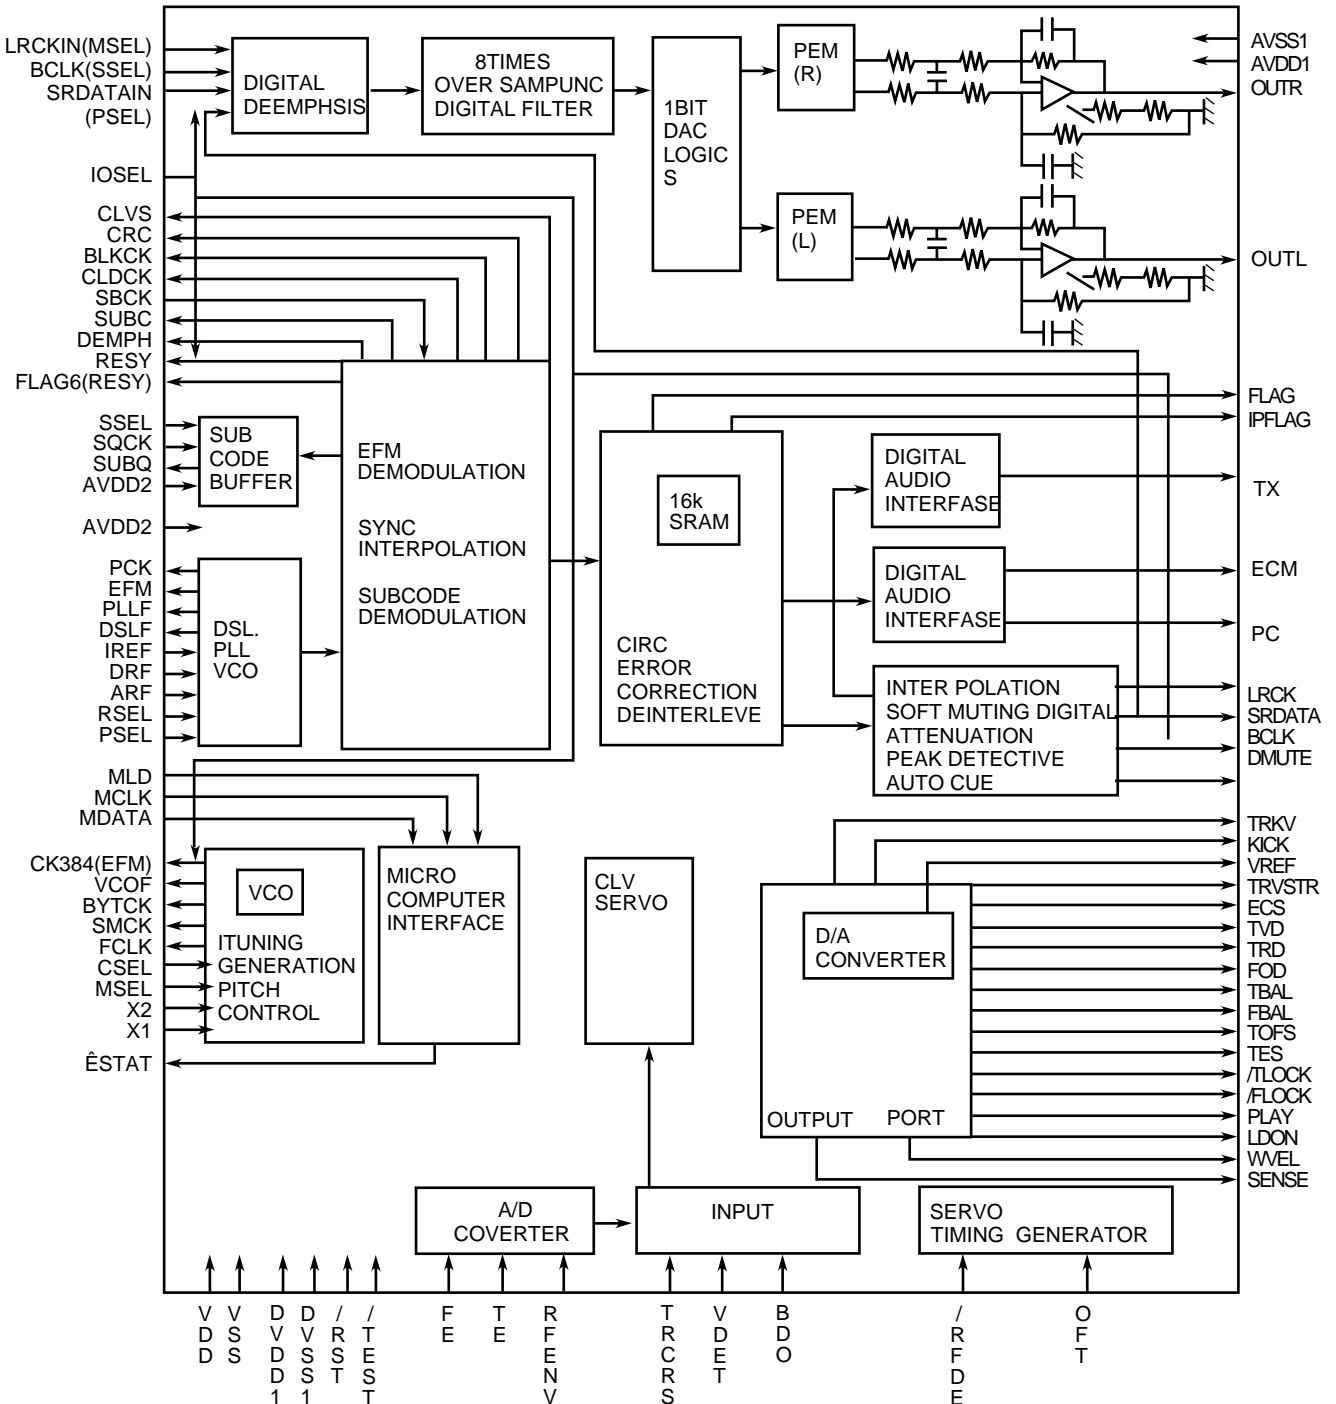 LRCKIN(MSEL)
BCLK(SSEL)
SRDATAIN
(PSEL)
IOSEL
CLVS
CRC
BLKCK
CLDCK
SBCK
SUBC
DEMPH
RESY
FLAG6(RESY)
SSEL
SQCK
SUBQ
AVDD2
AVDD2
PCK
EFM
PLLF
DSLF
IREF
DRF
ARF
RSEL
PSEL
MLD
MCLK
MDATA
CK384(EFM)
VCOF
BYTCK
SMCK
FCLK
CSEL
MSEL
X2
X1
ÊSTAT
DIGITAL
DEEMPHSIS
8TIMES
OVER SAMPUNC
DIGITAL FILTER
1BIT
DAC
LOGIC
S
PEM
(R)
PEM
(L)
SUB
CODE
BUFFER
EFM
DEMODULATION
SYNC
INTERPOLATION
SUBCODE
DEMODULATION
DSL.
PLL
VCO
16k
SRAM
CIRC
ERROR
CORRECTION
DEINTERLEVE
DIGITAL
AUDIO
INTERFASE
DIGITAL
AUDIO
INTERFASE
INTER POLATION
SOFT MUTING DIGITAL
ATTENUATION
PEAK DETECTIVE
AUTO CUE
VCO
ITUNING
GENERATION
PITCH
CONTROL
MICRO
COMPUTER
INTERFACE
CLV
SERVO
D/A
CONVERTER
OUTPUT PORT
A/D
COVERTER
INPUT
SERVO
TIMING GENERATOR
AVSS1
AVDD1
OUTR
OUTL
FLAG
IPFLAG
TX
ECM
PC
LRCK
SRDATA
BCLK
DMUTE
TRKV
KICK
VREF
TRVSTR
ECS
TVD
TRD
FOD
TBAL
FBAL
TOFS
TES
/TLOCK
/FLOCK
PLAY
LDON
WVEL
SENSE
VDD
VSS
DVDD1
DVSS1
/RST
/TEST
FE
TE
RFENV
TRCRS
VDET
BDO
/RFDE
OFT